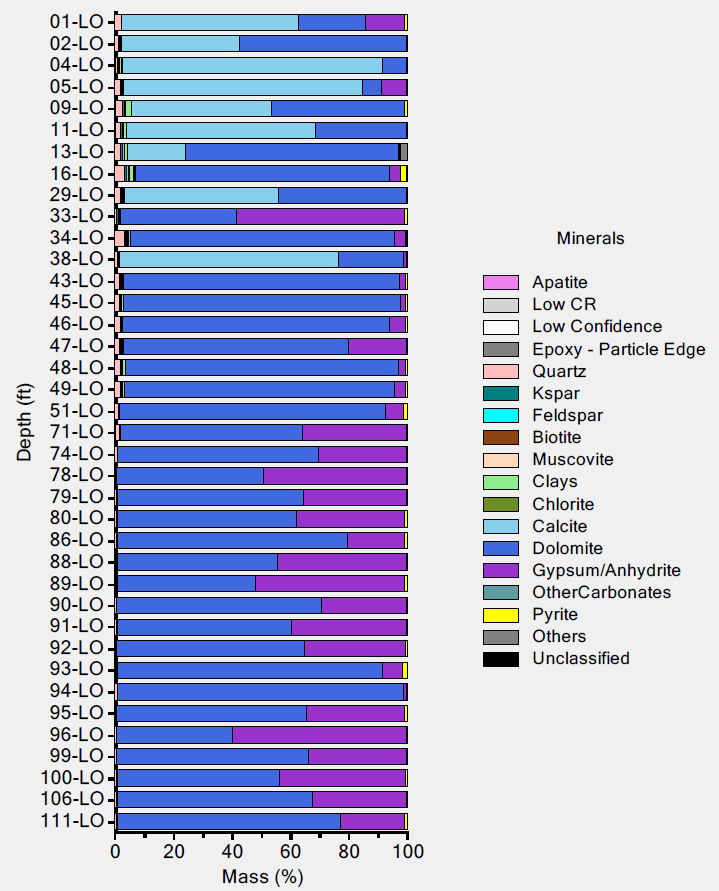 01-LO
02-LO
04-LO
05-LO
09-LO
11-LO
13-LO
16-LO
29-LO
33-LO
34-LO
38-LO
43-LO
45-LO
46-LO
47-LO
48-LO
49-LO
51-LO
71-LO
74-LO
78-LO
79-LO
80-LO
86-LO
88-LO
89-LO
90-LO
91-LO
92-LO
93-LO
94-LO
95-LO
96-LO
99-LO
100-LO
106-LO
111-LO
Depth (ft)
0 20 40 60 80 100
Mass (%)
Minerals
Apatite
Low CR
Low Confidence
Epoxy - Particle Edge
Quartz
Kspar
Feldspar
Biotite
Muscovite
Clays
Chlorite
Calcite
Dolomite
Gypsum/Anhydrite
OtherCarbonates
Pyrite
Others
Unclassified